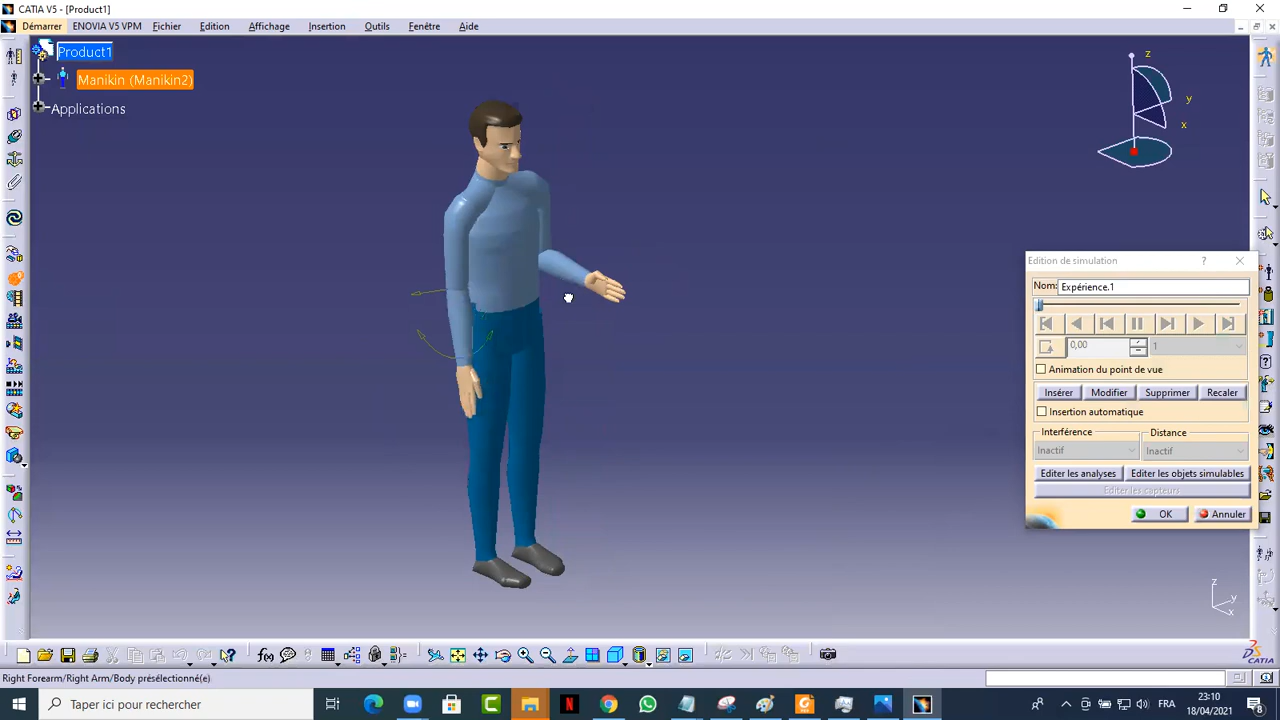 CATIA V5 - [Product1]
Démarrer ENOVIA V5 VPM Fichier Edition Affichage Insertion Outils Fenêtre Aide
Product1
Manikin (Manikin2)
Applications
z
y
x
Edition de simulation ?
Nom: Expérience.1
0,00 1
Animation du point de vue
Insérer Modifier Supprimer Recaler
Insertion automatique
Interférence Distance
Inactif Inactif
Editer les analyses Editer les objets simulables
Editer les capteurs
OK Annuler
z
y
x
f(x)
CATIA
Right Forearm/Right Arm/Body présélectionné(e)
Taper ici pour rechercher
FRA
23:10
18/04/2021
8